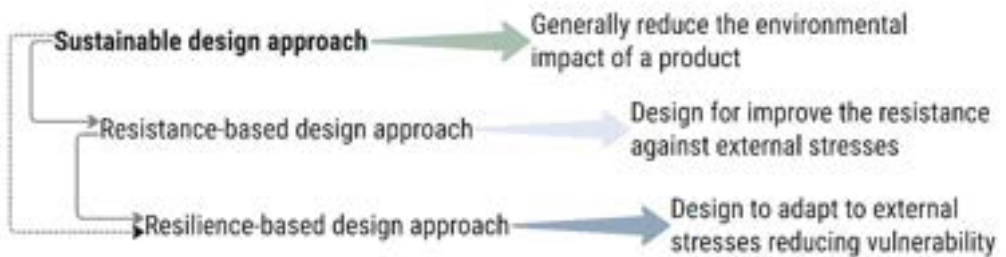 Sustainable design approach
Generally reduce the environmental
impact of a product
Resistance-based design approach
Design for improve the resistance
against external stresses
Resilience-based design approach
Design to adapt to external
stresses reducing vulnerability